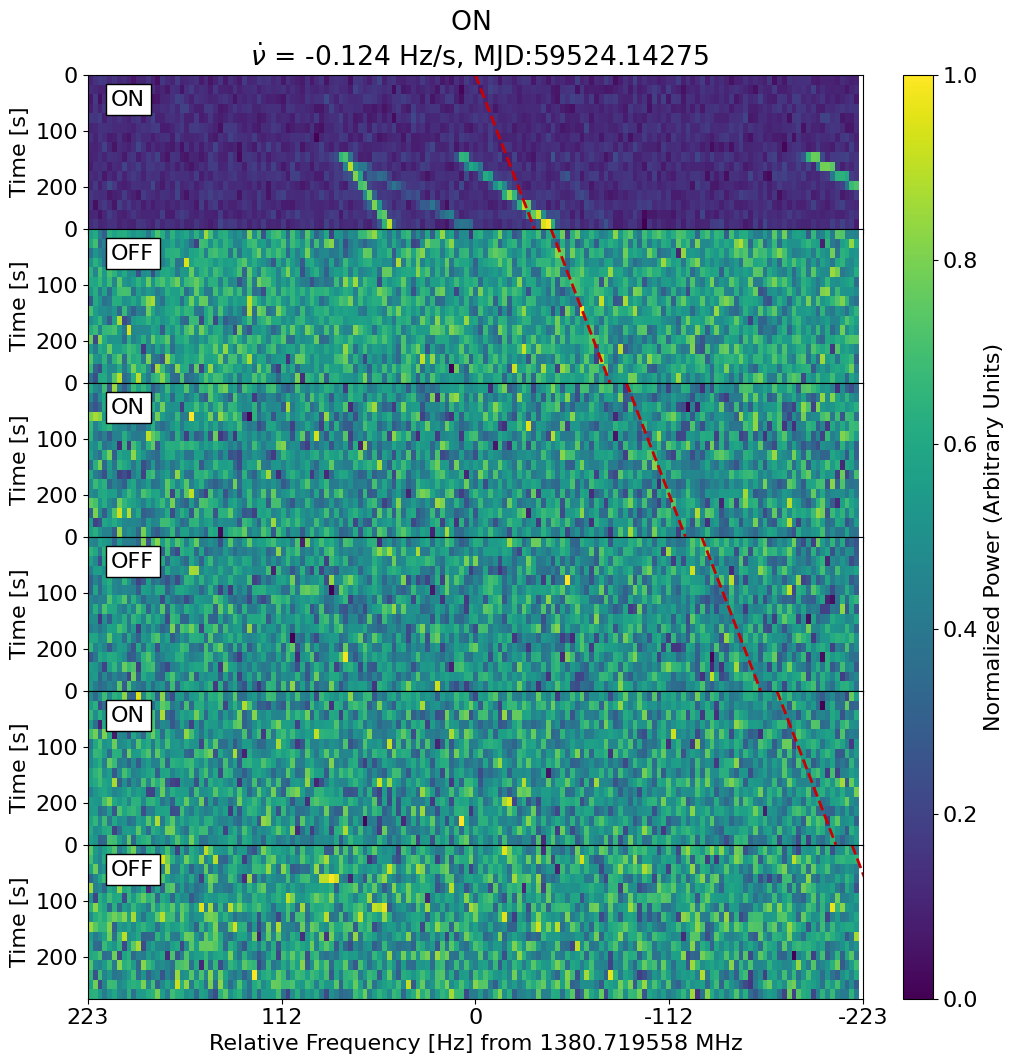 ON
ν̇ = -0.124 Hz/s, MJD:59524.14275
0
100
200
Time [s]
ON
0
100
200
Time [s]
OFF
0
100
200
Time [s]
ON
0
100
200
Time [s]
OFF
0
100
200
Time [s]
ON
0
100
200
Time [s]
OFF
223 112 0 -112 -223
Relative Frequency [Hz] from 1380.719558 MHz
1.0
0.8
0.6
0.4
0.2
0.0
Normalized Power (Arbitrary Units)